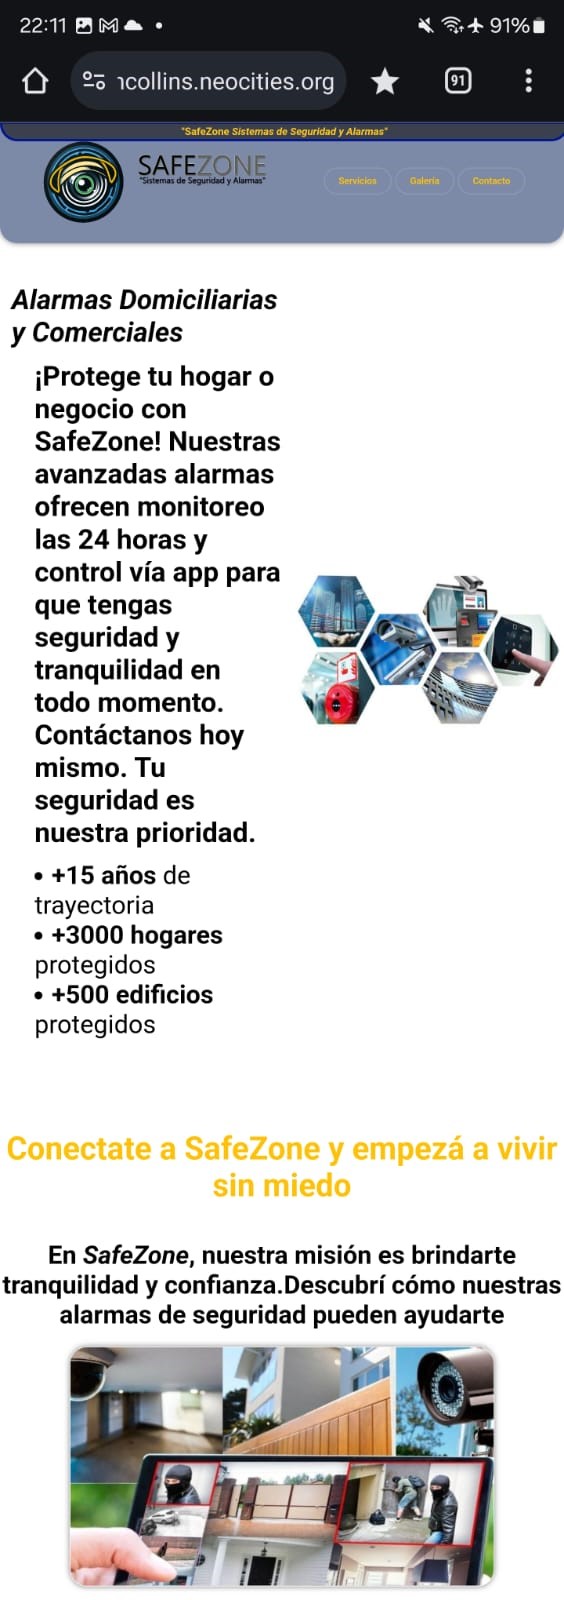 22:11
91%
ncollins.neocities.org
91
"SafeZone Sistemas de Seguridad y Alarmas"
SAFEZONE
"Sistemas de Seguridad y Alarmas"
Servicios
Galería
Contacto
Alarmas Domiciliarias
y Comerciales
¡Protege tu hogar o
negocio con
SafeZone! Nuestras
avanzadas alarmas
ofrecen monitoreo
las 24 horas y
control vía app para
que tengas
seguridad y
tranquilidad en
todo momento.
Contáctanos hoy
mismo. Tu
seguridad es
nuestra prioridad.
• +15 años de
trayectoria
• +3000 hogares
protegidos
• +500 edificios
protegidos
Conectate a SafeZone y empezá a vivir
sin miedo
En SafeZone, nuestra misión es brindarte
tranquilidad y confianza.Descubrí cómo nuestras
alarmas de seguridad pueden ayudarte